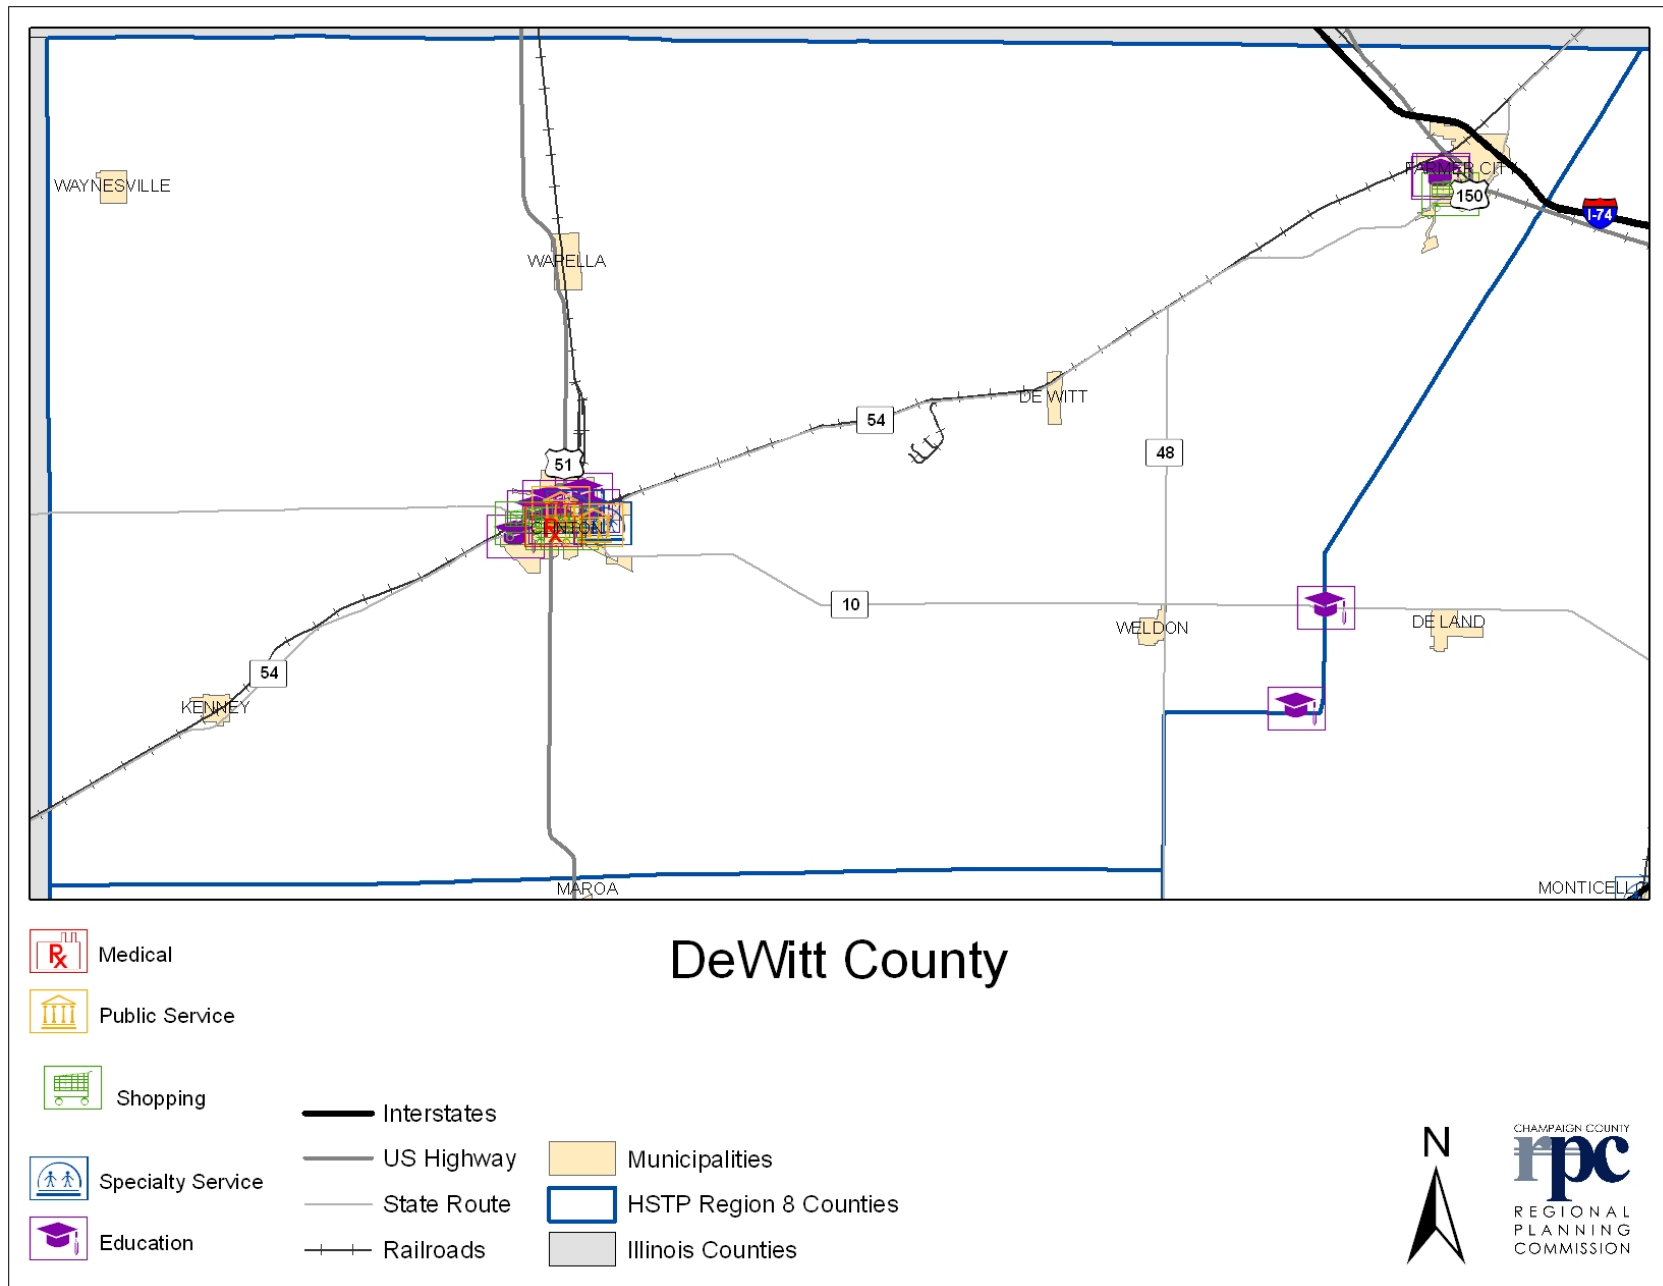 WAYNESVILLE
FARMER CITY
150
I-74
WAPELLA
DE WITT
54
48
51
CLINTON
Rx
10
WELDON
DE LAND
54
KENNEY
MAROA
MONTICELLO
DeWitt County
Rx Medical
Public Service
Shopping
Specialty Service
Education
Interstates
US Highway
State Route
Railroads
Municipalities
HSTP Region 8 Counties
Illinois Counties
N
CHAMPAIGN COUNTY
rpc
REGIONAL
PLANNING
COMMISSION